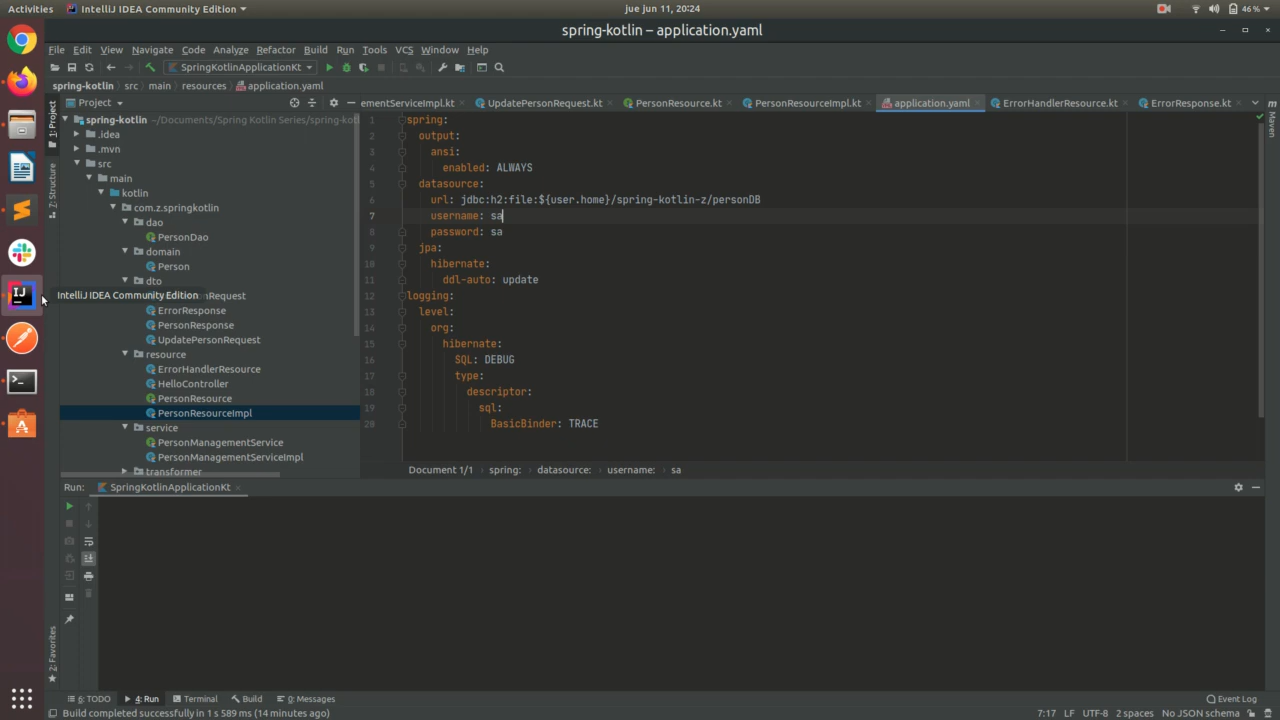 Activities
IntelliJ IDEA Community Edition
jue jun 11, 20:24
46 %
spring-kotlin – application.yaml
File Edit View Navigate Code Analyze Refactor Build Run Tools VCS Window Help
SpringKotlinApplicationKt
spring-kotlin src main resources application.yaml
Project
ementServiceImpl.kt UpdatePersonRequest.kt PersonResource.kt PersonResourceImpl.kt application.yaml ErrorHandlerResource.kt ErrorResponse.kt
1: Project
Z: Structure
2: Favorites
Maven
spring-kotlin ~/Documents/Spring Kotlin Series/spring-kotl
.idea
.mvn
src
main
kotlin
com.z.springkotlin
dao
PersonDao
domain
Person
dto
IntelliJ IDEA Community Edition
onRequest
ErrorResponse
PersonResponse
UpdatePersonRequest
resource
ErrorHandlerResource
HelloController
PersonResource
PersonResourceImpl
service
PersonManagementService
PersonManagementServiceImpl
transformer
1 spring:
2 output:
3 ansi:
4 enabled: ALWAYS
5 datasource:
6 url: jdbc:h2:file:${user.home}/spring-kotlin-z/personDB
7 username: sa
8 password: sa
9 jpa:
10 hibernate:
11 ddl-auto: update
12 logging:
13 level:
14 org:
15 hibernate:
16 SQL: DEBUG
17 type:
18 descriptor:
19 sql:
20 BasicBinder: TRACE
Document 1/1 spring: datasource: username: sa
Run: SpringKotlinApplicationKt
6: TODO 4: Run Terminal Build 0: Messages
Event Log
Build completed successfully in 1 s 589 ms (14 minutes ago)
7:17 LF UTF-8 2 spaces No JSON schema